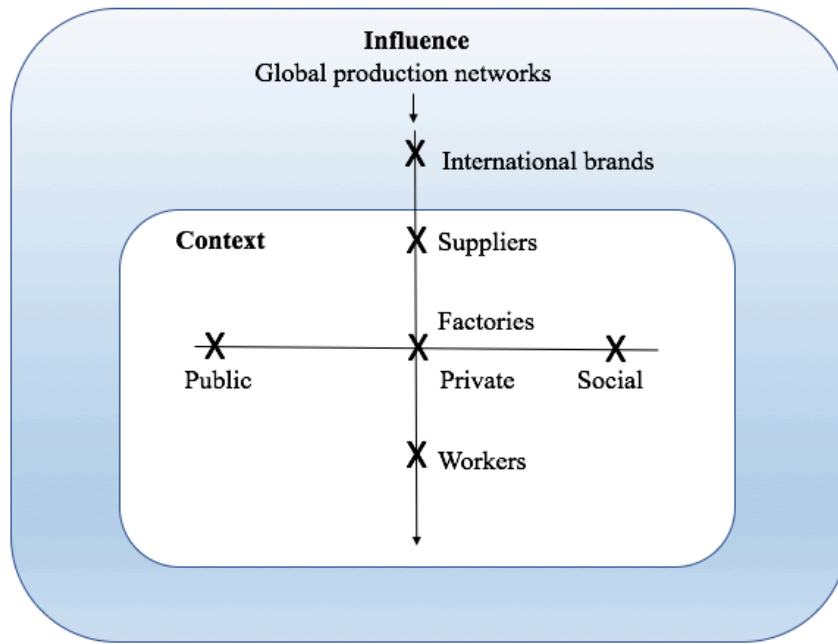 Influence
Global production networks
International brands
Context
Suppliers
Factories
Public
Private
Social
Workers